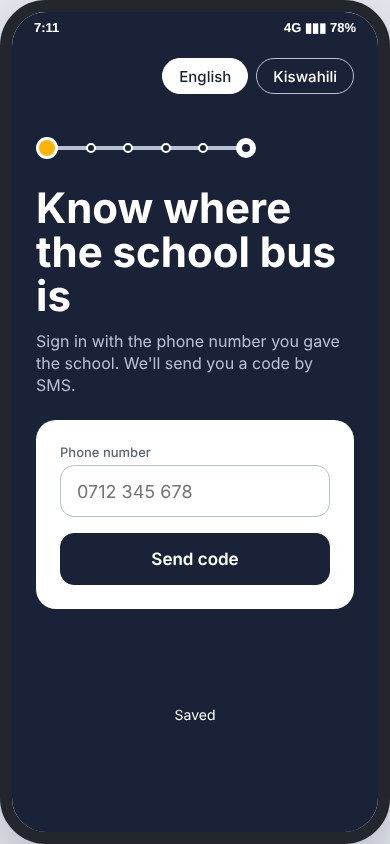 7:11
4G 78%
English
Kiswahili
Know where
the school bus
is
Sign in with the phone number you gave
the school. We'll send you a code by
SMS.
Phone number
0712 345 678
Send code
Saved